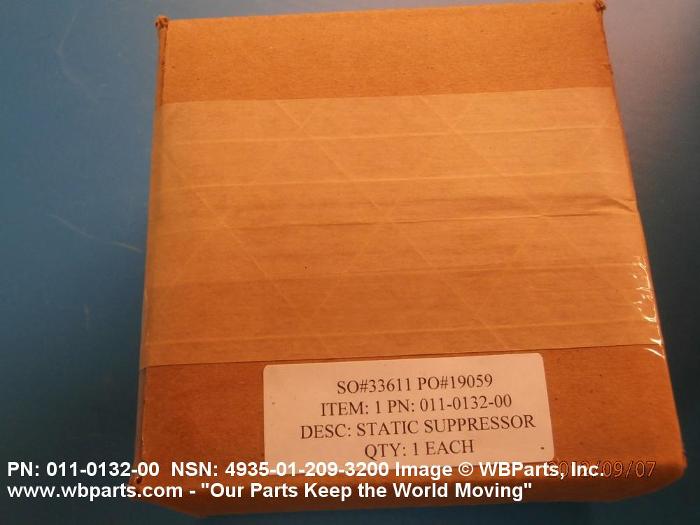 SO#33611 PO#19059
ITEM: 1 PN: 011-0132-00
DESC: STATIC SUPPRESSOR
QTY: 1 EACH
PN: 011-0132-00 NSN: 4935-01-209-3200 Image © WBParts, Inc.
www.wbparts.com - "Our Parts Keep the World Moving"